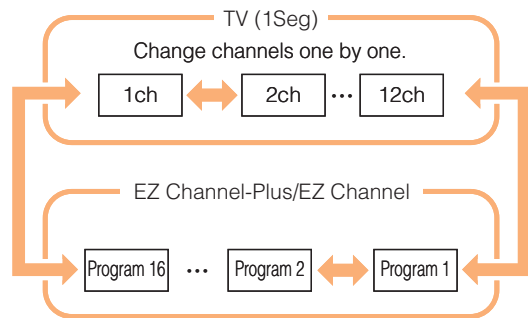 TV (1Seg)
Change channels one by one.
1ch 2ch ••• 12ch
EZ Channel-Plus/EZ Channel
Program 16 ••• Program 2 Program 1